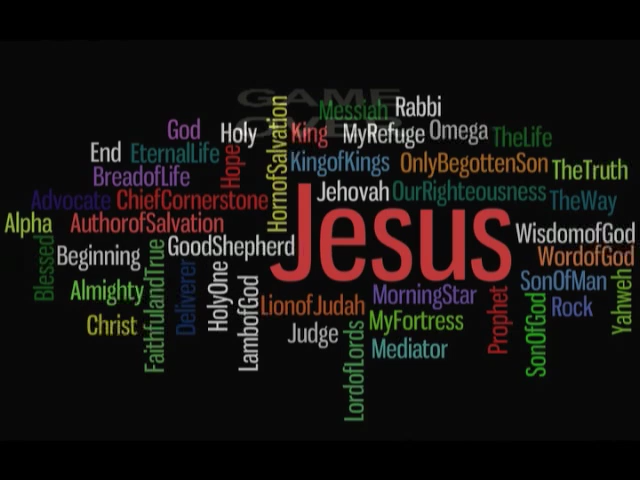 GAME
OVER
Messiah
Rabbi
God
Holy
King
MyRefuge
Omega
TheLife
HornofSalvation
End
EternalLife
Hope
KingofKings
OnlyBegottenSon
TheTruth
BreadofLife
Advocate
ChiefCornerstone
Jehovah
OurRighteousness
TheWay
Alpha
AuthorofSalvation
Jesus
WisdomofGod
Blessed
Beginning
GoodShepherd
WordofGod
FaithfulandTrue
Deliverer
HolyOne
LambofGod
Almighty
LionofJudah
MorningStar
SonOfMan
Yahweh
Christ
Judge
LordofLords
MyFortress
Prophet
SonOfGod
Rock
Mediator